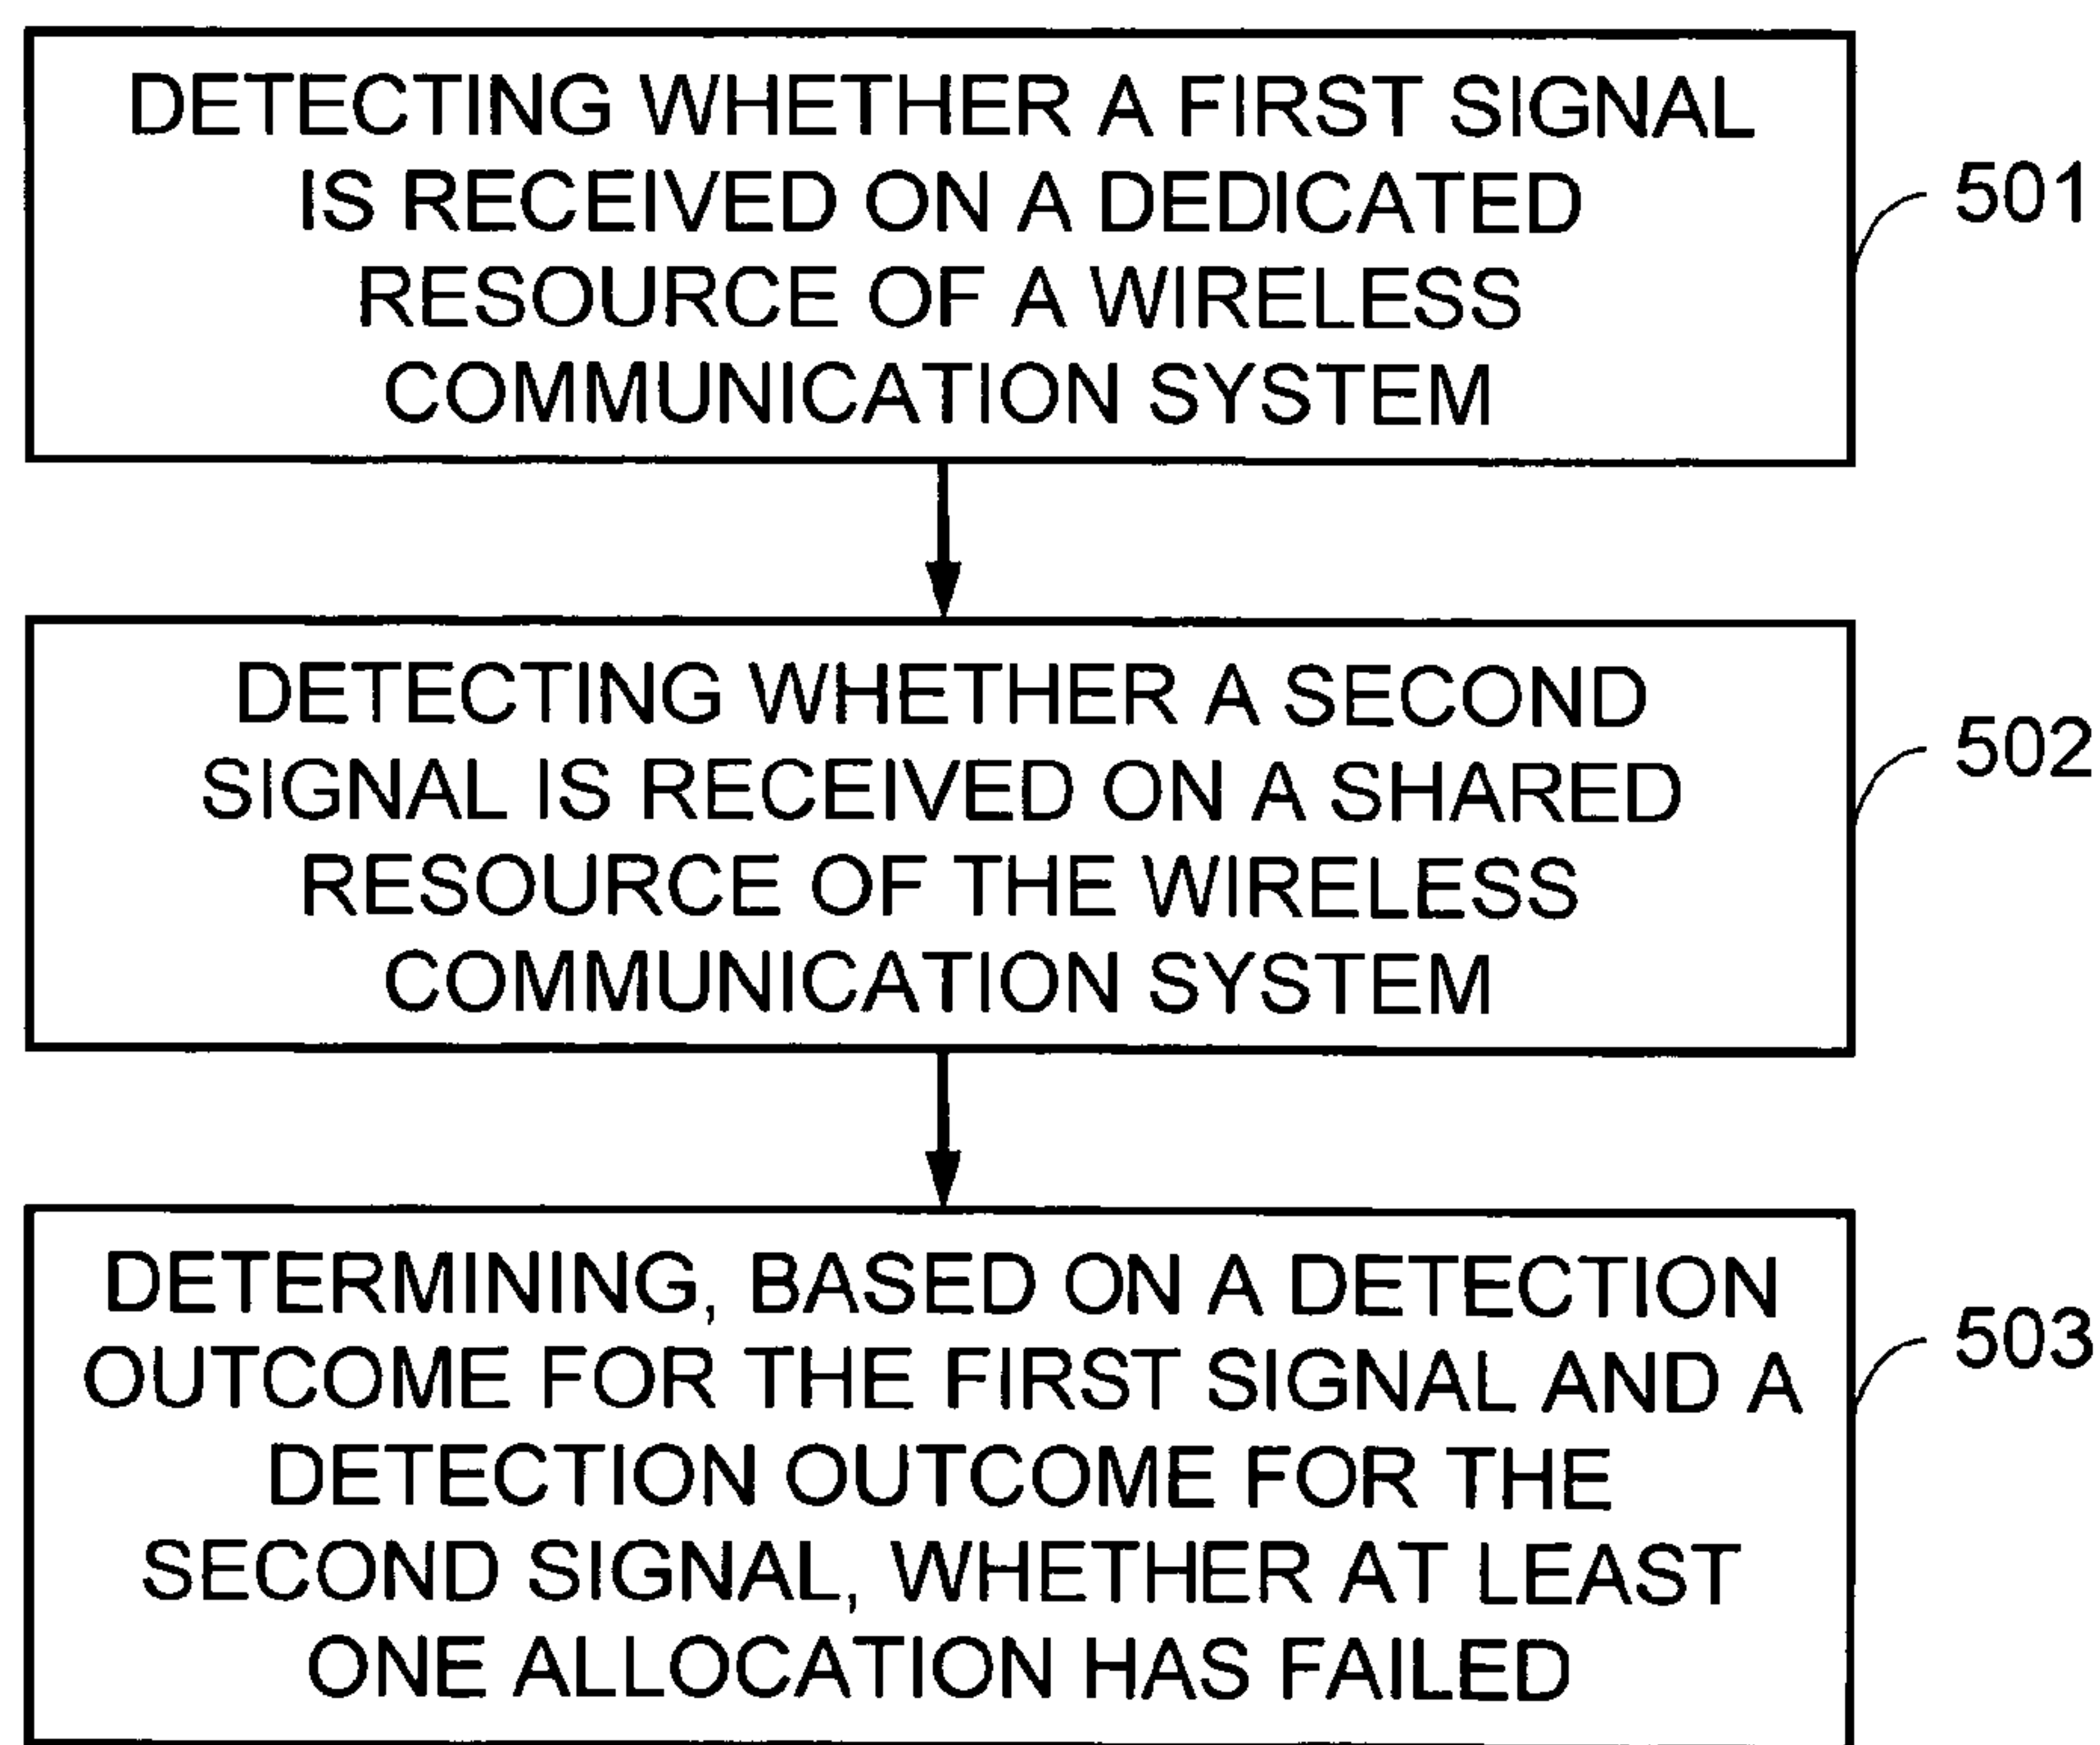 DETECTING WHETHER A FIRST SIGNAL
IS RECEIVED ON A DEDICATED
RESOURCE OF A WIRELESS
COMMUNICATION SYSTEM
501
DETECTING WHETHER A SECOND
SIGNAL IS RECEIVED ON A SHARED
RESOURCE OF THE WIRELESS
COMMUNICATION SYSTEM
502
DETERMINING, BASED ON A DETECTION
OUTCOME FOR THE FIRST SIGNAL AND A
DETECTION OUTCOME FOR THE
SECOND SIGNAL, WHETHER AT LEAST
ONE ALLOCATION HAS FAILED
503